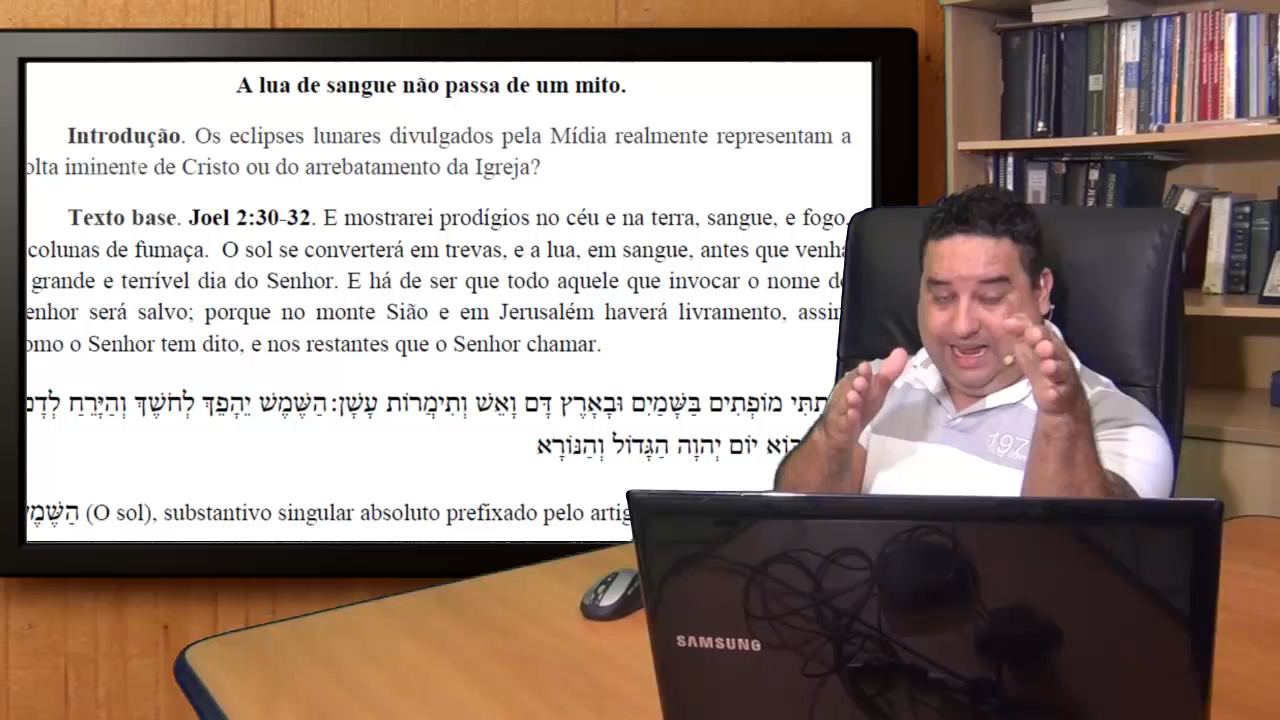 A lua de sangue não passa de um mito.
Introdução. Os eclipses lunares divulgados pela Mídia realmente representam a
olta iminente de Cristo ou do arrebatamento da Igreja?
Texto base. Joel 2:30-32. E mostrarei prodígios no céu e na terra, sangue, e fogo,
colunas de fumaça. O sol se converterá em trevas, e a lua, em sangue, antes que venha
grande e terrível dia do Senhor. E há de ser que todo aquele que invocar o nome do
enhor será salvo; porque no monte Sião e em Jerusalém haverá livramento, assim
omo o Senhor tem dito, e nos restantes que o Senhor chamar.
מוֹפְתִים בַּשָּׁמַיִם וּבָאָרֶץ דָּם וָאֵשׁ וְתִימֲרוֹת עָשָׁן׃ הַשֶּׁמֶשׁ יֵהָפֵךְ לְחֹשֶׁךְ וְהַיָּרֵחַ לְדָם
יוֹם יְהוָה הַגָּדוֹל וְהַנּוֹרָא
הַשֶּׁמֶשׁ (O sol), substantivo singular absoluto prefixado pelo artig
197
SAMSUNG